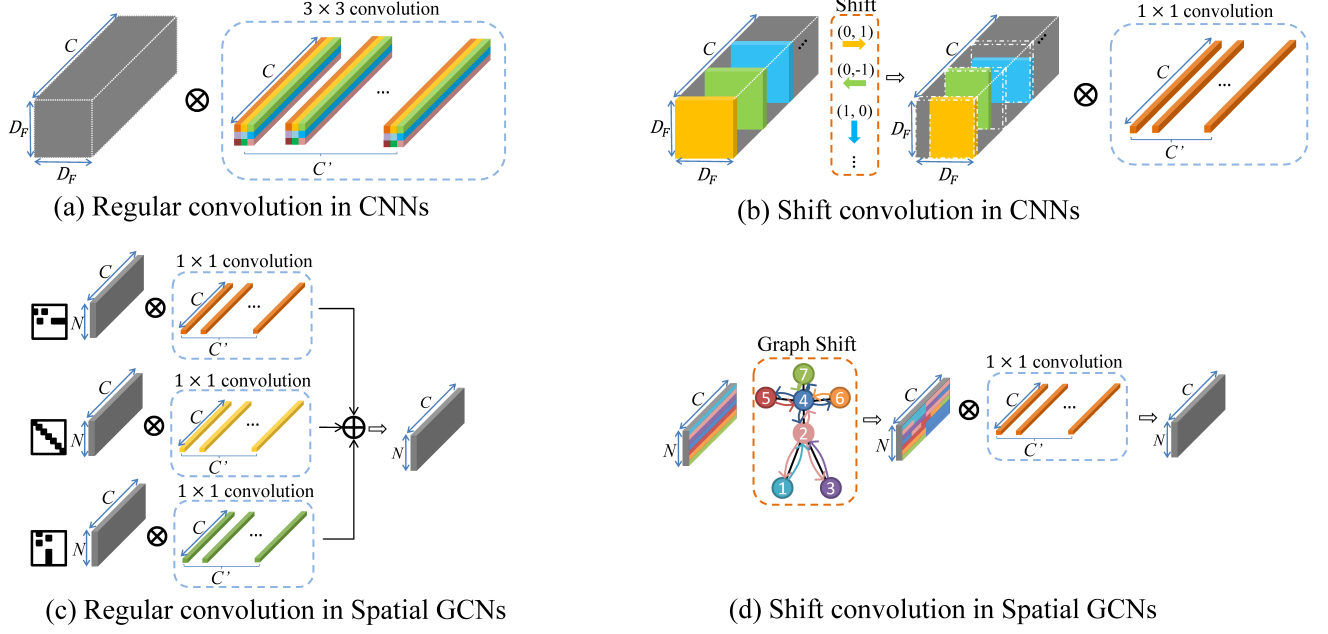 3 × 3 convolution
C
C
...
D_F
D_F
C'
(a) Regular convolution in CNNs
Shift
(0, 1)
(0,-1)
(1, 0)
⋮
C
...
D_F
D_F
C
...
D_F
D_F
1 × 1 convolution
C
...
C'
(b) Shift convolution in CNNs
C
N
1 × 1 convolution
C
...
C'
C
N
1 × 1 convolution
C
...
C'
C
N
1 × 1 convolution
C
...
C'
C
N
(c) Regular convolution in Spatial GCNs
C
N
Graph Shift
7
5 4 6
2
1 3
C
N
1 × 1 convolution
C
...
C'
C
N
(d) Shift convolution in Spatial GCNs